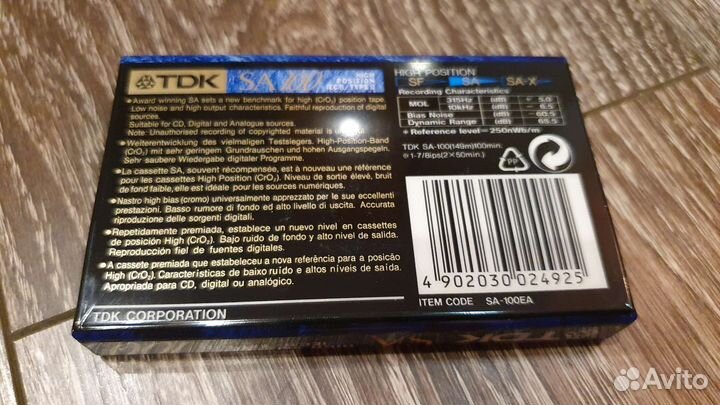 TDK SA 100
HIGH
POSITION
IECII/TYPE II
• Award winning SA sets a new benchmark for high (CrO₂) position tape.
Low noise and high output characteristics. Faithful reproduction of digital
sources.
Suitable for CD, Digital and Analogue sources.
Note: Unauthorised recording of copyrighted material is
• Weiterentwicklung des vielmaligen Testsiegers. High-Position-Band
(CrO₂) mit sehr geringem Grundrauschen und hohen Ausgangspegeln.
Sehr saubere Wiedergabe digitaler Programme.
• La cassette SA, souvent récompensée, est à nouveau une référence
pour les cassettes High Position (CrO₂). Niveau de sortie élevé, bruit
de fond faible, elle est idéale pour les sources numériques.
• Nastro high bias (cromo) universalmente apprezzato per le sue eccellenti
prestazioni. Basso rumore di fondo ed alto livello di uscita. Accurata
riproduzione delle sorgenti digitali.
• Repetidamente premiada, establece un nuevo nivel en cassettes
de posición High (CrO₂). Bajo ruido de fondo y alto nivel de salida.
Reproducción fiel de fuentes digitales.
• A cassete premiada que estabeleceu a nova referência para a posicão
High (CrO₂). Características de baixo ruído e altos níveis de saída.
Apropriada para CD, digital ou analógico.
TDK CORPORATION
HIGH POSITION
SF SA SA-X
Recording Characteristics
MOL 315Hz (dB) + 5.0
10kHz (dB) - 6.5
Bias Noise (dB) - 60.5
Dynamic Range (dB) 65.5
• Reference level = 250nWb/m
TDK SA-100(149m)100min.
1-7/8ips(2×50min.)
PP
4 902030 024925
ITEM CODE SA-100EA
TDK SA
Avito